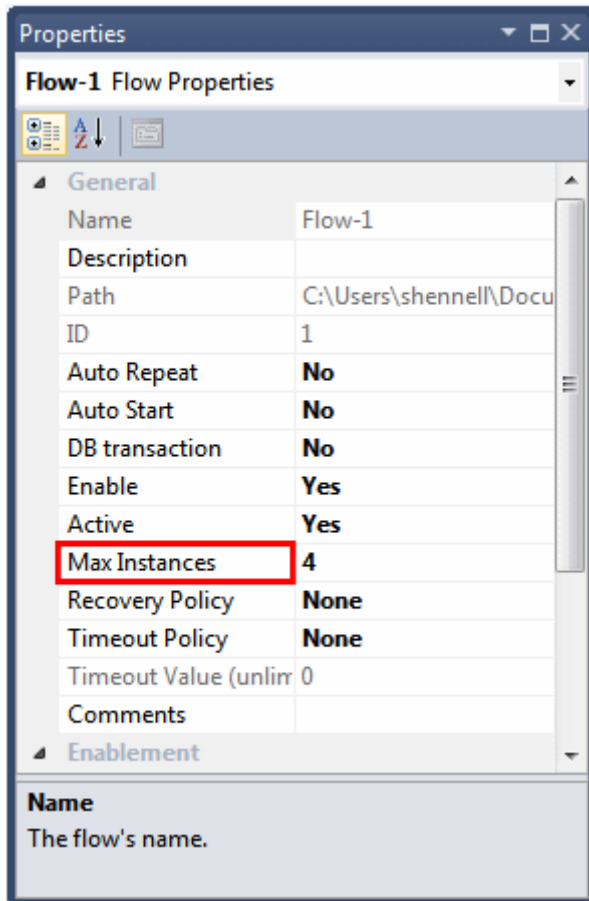 Properties
Flow-1 Flow Properties
General
Name Flow-1
Description
Path C:\Users\shennell\Docu
ID 1
Auto Repeat No
Auto Start No
DB transaction No
Enable Yes
Active Yes
Max Instances 4
Recovery Policy None
Timeout Policy None
Timeout Value (unlim 0
Comments
Enablement
Name
The flow's name.